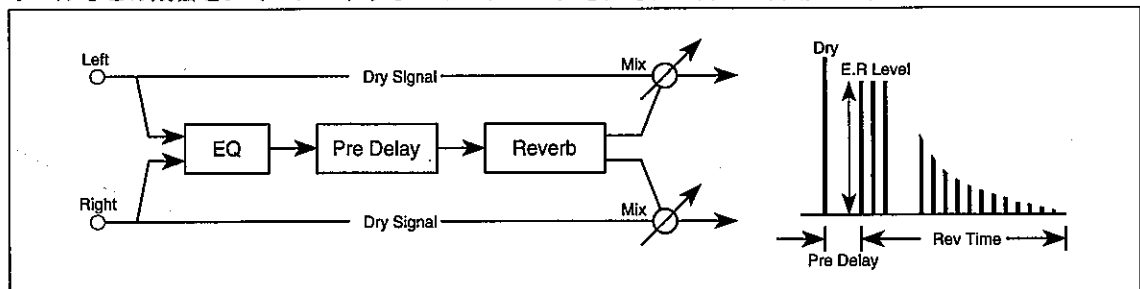 Left
Dry Signal
Mix
EQ
Pre Delay
Reverb
Right
Dry Signal
Mix
Dry
E.R Level
Rev Time
Pre Delay